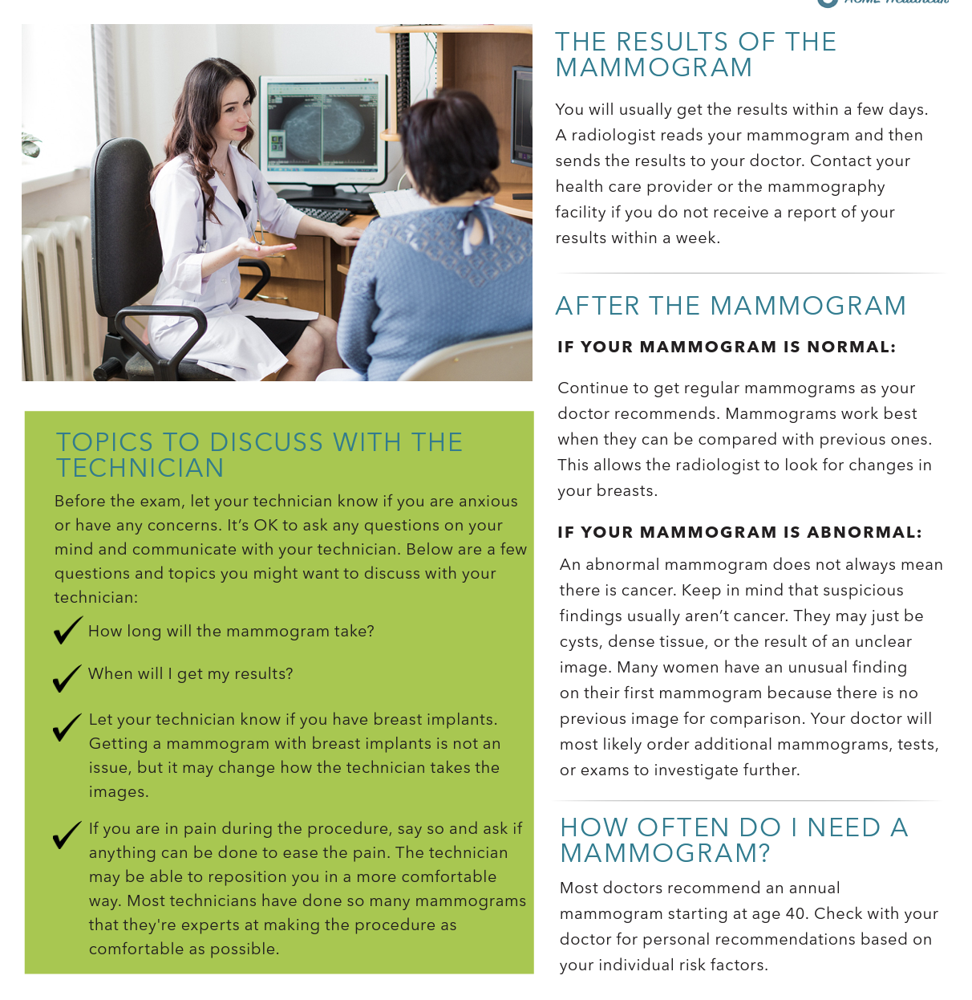 THE RESULTS OF THE
MAMMOGRAM
You will usually get the results within a few days.
A radiologist reads your mammogram and then
sends the results to your doctor. Contact your
health care provider or the mammography
facility if you do not receive a report of your
results within a week.
AFTER THE MAMMOGRAM
IF YOUR MAMMOGRAM IS NORMAL:
Continue to get regular mammograms as your
doctor recommends. Mammograms work best
when they can be compared with previous ones.
This allows the radiologist to look for changes in
your breasts.
IF YOUR MAMMOGRAM IS ABNORMAL:
An abnormal mammogram does not always mean
there is cancer. Keep in mind that suspicious
findings usually aren’t cancer. They may just be
cysts, dense tissue, or the result of an unclear
image. Many women have an unusual finding
on their first mammogram because there is no
previous image for comparison. Your doctor will
most likely order additional mammograms, tests,
or exams to investigate further.
HOW OFTEN DO I NEED A
MAMMOGRAM?
Most doctors recommend an annual
mammogram starting at age 40. Check with your
doctor for personal recommendations based on
your individual risk factors.
TOPICS TO DISCUSS WITH THE
TECHNICIAN
Before the exam, let your technician know if you are anxious
or have any concerns. It’s OK to ask any questions on your
mind and communicate with your technician. Below are a few
questions and topics you might want to discuss with your
technician:
How long will the mammogram take?
When will I get my results?
Let your technician know if you have breast implants.
Getting a mammogram with breast implants is not an
issue, but it may change how the technician takes the
images.
If you are in pain during the procedure, say so and ask if
anything can be done to ease the pain. The technician
may be able to reposition you in a more comfortable
way. Most technicians have done so many mammograms
that they're experts at making the procedure as
comfortable as possible.